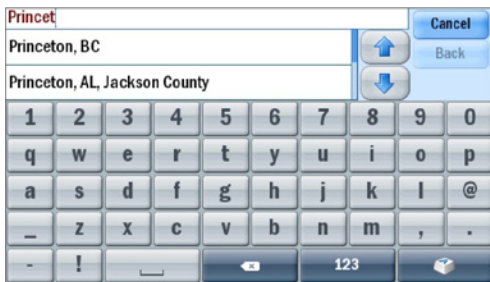 Princet
Cancel
Princeton, BC
Back
Princeton, AL, Jackson County
1 2 3 4 5 6 7 8 9 0
q w e r t y u i o p
a s d f g h j k l @
_ z x c v b n m , .
- ! 123